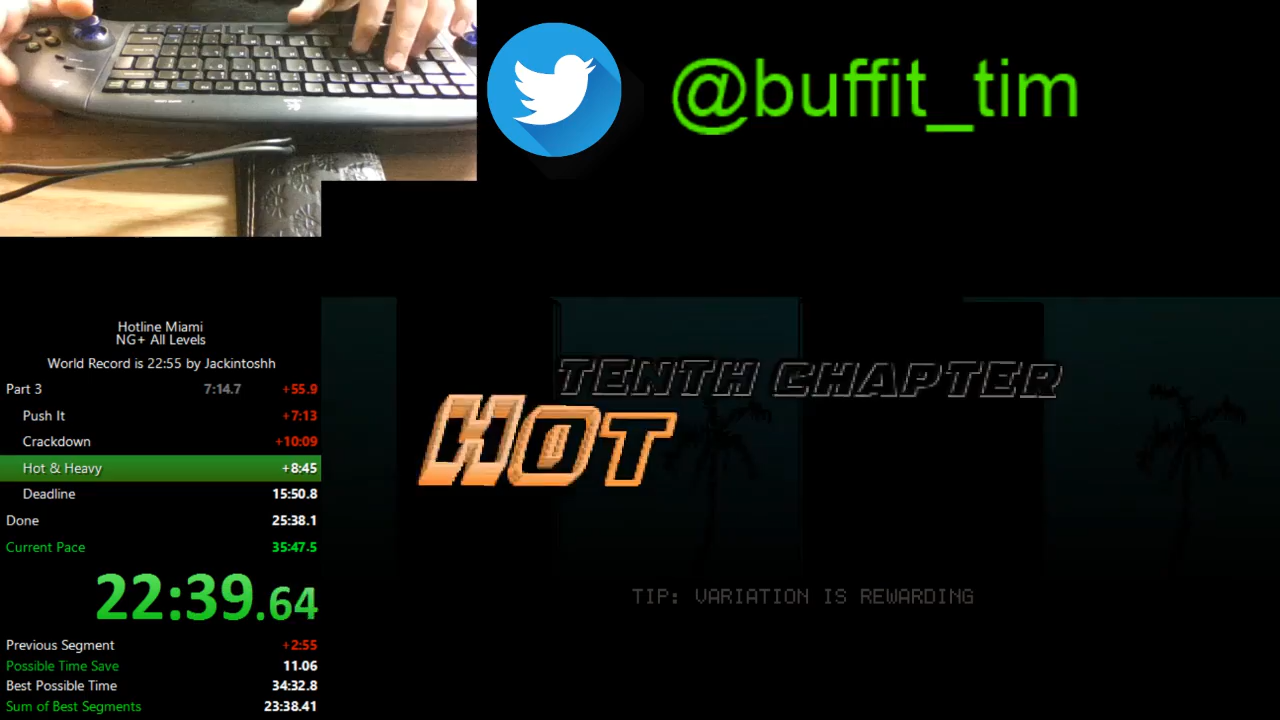 @buffit_tim
Hotline Miami
NG+ All Levels
World Record is 22:55 by Jackintoshh
Part 3 7:14.7 +55.9
Push It +7:13
Crackdown +10:09
Hot & Heavy +8:45
Deadline 15:50.8
Done 25:38.1
Current Pace 35:47.5
22:39.64
Previous Segment +2:55
Possible Time Save 11.06
Best Possible Time 34:32.8
Sum of Best Segments 23:38.41
TENTH CHAPTER
HOT
TIP: VARIATION IS REWARDING